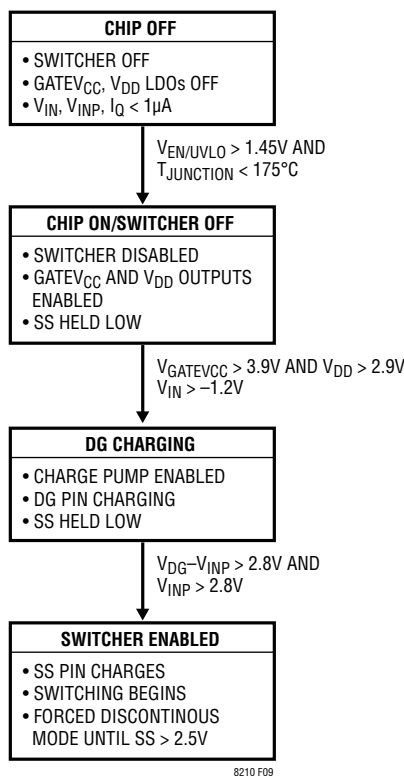 CHIP OFF
• SWITCHER OFF
• GATEVCC, VDD LDOs OFF
• VIN, VINP, IQ < 1µA
VEN/UVLO > 1.45V AND
TJUNCTION < 175°C
CHIP ON/SWITCHER OFF
• SWITCHER DISABLED
• GATEVCC AND VDD OUTPUTS
ENABLED
• SS HELD LOW
VGATEVCC > 3.9V AND VDD > 2.9V
VIN > –1.2V
DG CHARGING
• CHARGE PUMP ENABLED
• DG PIN CHARGING
• SS HELD LOW
VDG–VINP > 2.8V AND
VINP > 2.8V
SWITCHER ENABLED
• SS PIN CHARGES
• SWITCHING BEGINS
• FORCED DISCONTINOUS
MODE UNTIL SS > 2.5V
8210 F09